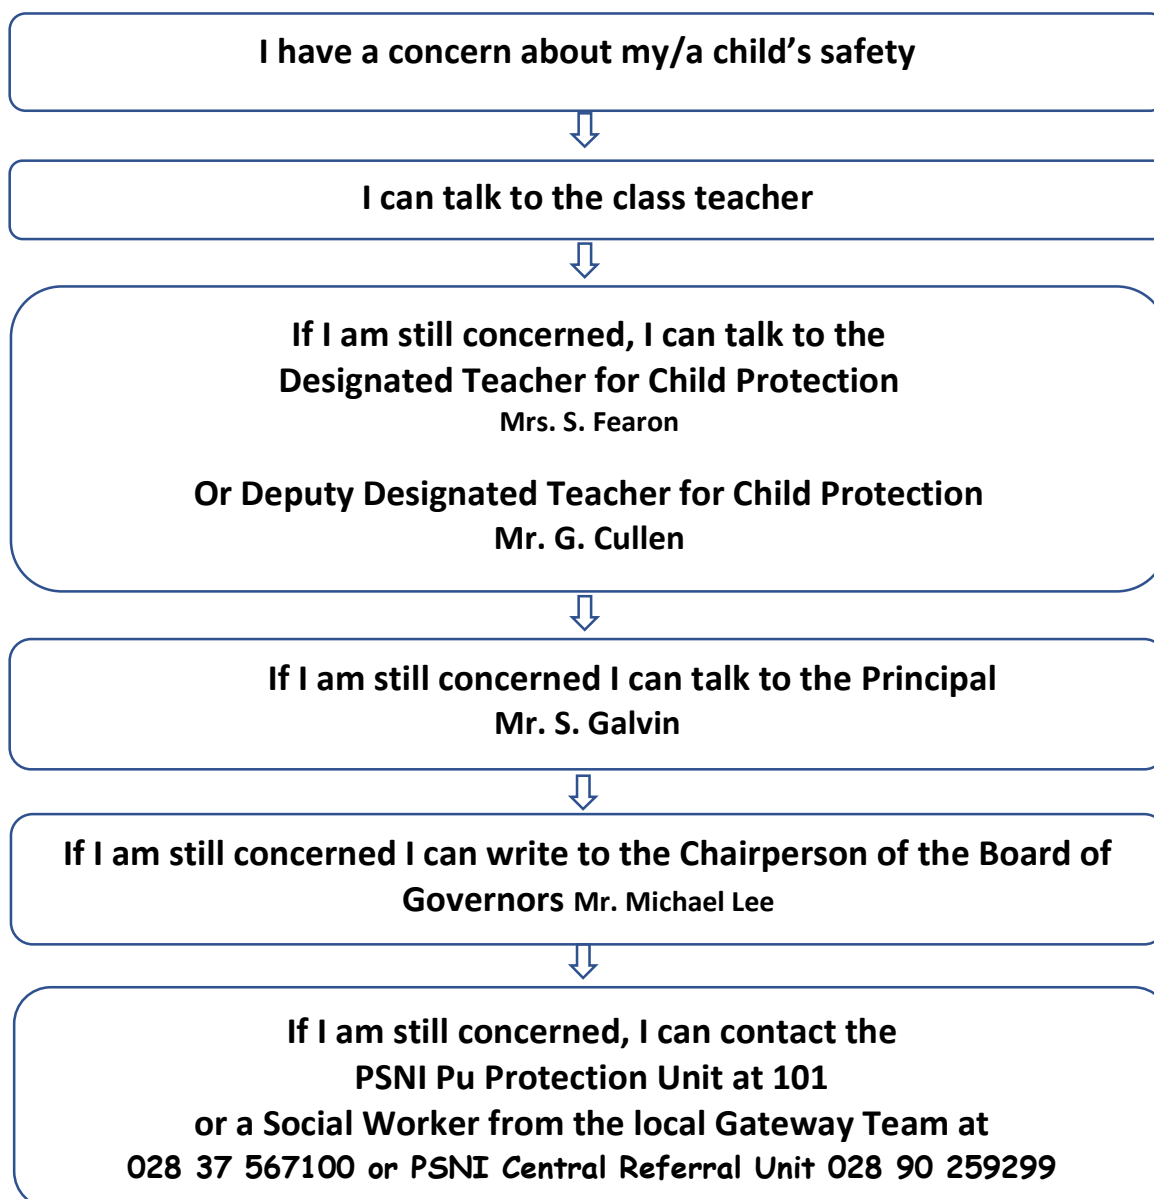 I have a concern about my/a child’s safety
I can talk to the class teacher
If I am still concerned, I can talk to the
Designated Teacher for Child Protection
Mrs. S. Fearon
Or Deputy Designated Teacher for Child Protection
Mr. G. Cullen
If I am still concerned I can talk to the Principal
Mr. S. Galvin
If I am still concerned I can write to the Chairperson of the Board of
Governors Mr. Michael Lee
If I am still concerned, I can contact the
PSNI Pu Protection Unit at 101
or a Social Worker from the local Gateway Team at
028 37 567100 or PSNI Central Referral Unit 028 90 259299